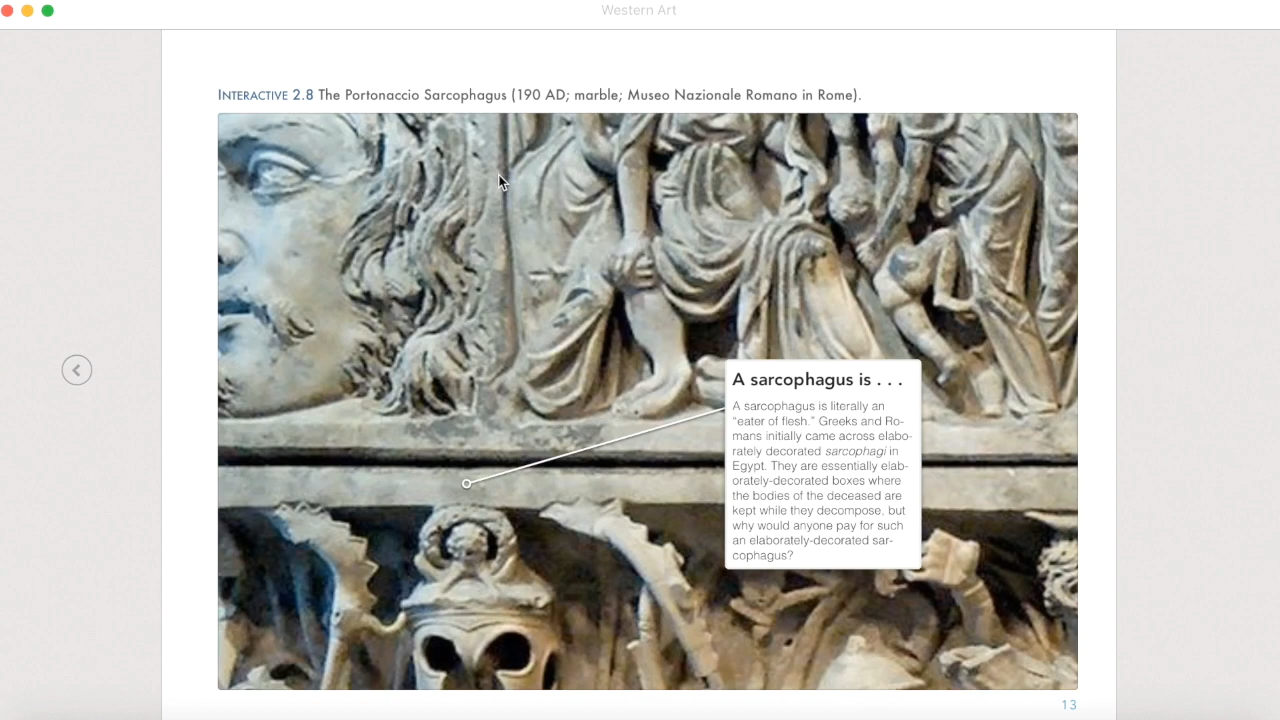 Western Art
INTERACTIVE 2.8 The Portonaccio Sarcophagus (190 AD; marble; Museo Nazionale Romano in Rome).
A sarcophagus is . . .
A sarcophagus is literally an
“eater of flesh.” Greeks and Ro-
mans initially came across elabo-
rately decorated sarcophagi in
Egypt. They are essentially elab-
orately-decorated boxes where
the bodies of the deceased are
kept while they decompose, but
why would anyone pay for such
an elaborately-decorated sar-
cophagus?
13